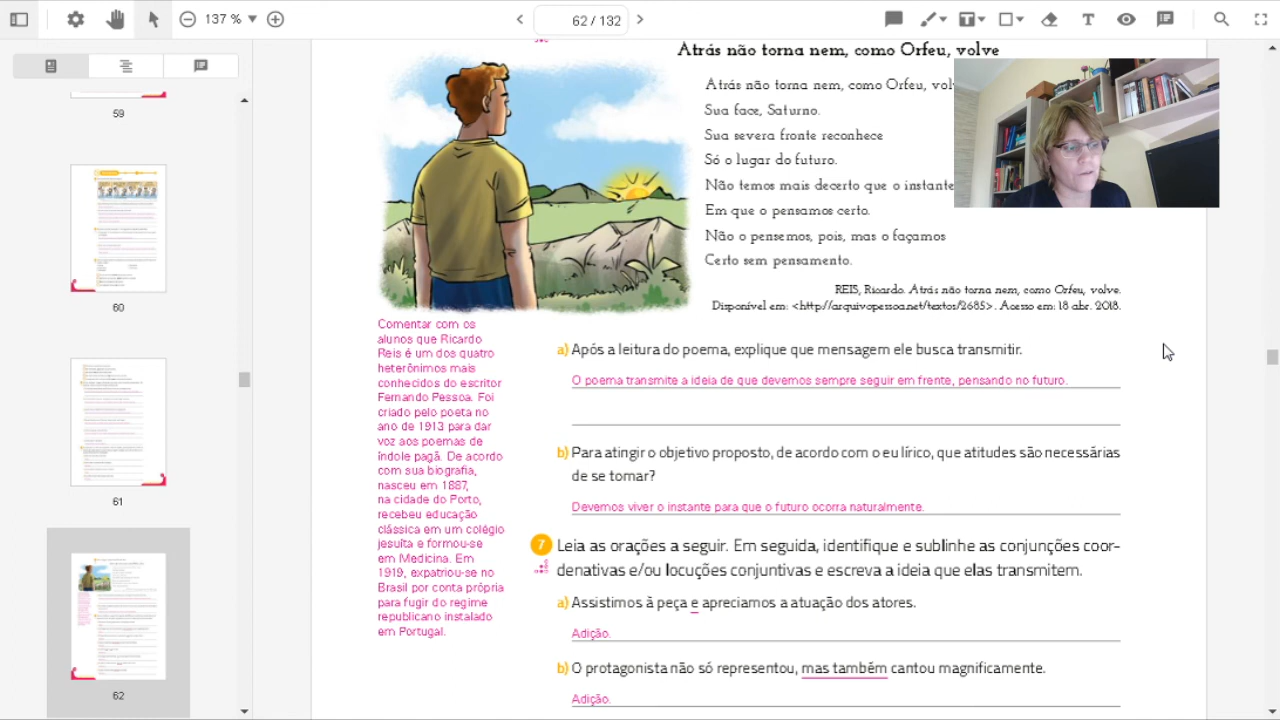 137 %
62 / 132
59
60
61
62
Atrás não torna nem, como Orfeu, volve
Atrás não torna nem, como Orfeu,
Sua face, Saturno.
Sua severa fronte reconhece
Só o lugar do futuro.
Não temos mais decerto que o instante
Em que o pensamos certo.
Não o pensemos, pois, mas o façamos
Certo sem pensamento.
REIS, Ricardo. Atrás não torna nem, como Orfeu, volve.
Disponível em: <http://arquivopessoa.net/textos/2685>. Acesso em: 18 abr. 2018.
Comentar com os
alunos que Ricardo
Reis é um dos quatro
heterônimos mais
conhecidos do escritor
Fernando Pessoa. Foi
criado pelo poeta no
ano de 1913 para dar
voz aos poemas de
índole pagã. De acordo
com sua biografia,
nasceu em 1887,
na cidade do Porto,
recebeu educação
clássica em um colégio
jesuíta e formou-se
em Medicina. Em
1919, expatriou-se no
Brasil por conta própria
para fugir do regime
republicano instalado
em Portugal.
a) Após a leitura do poema, explique que mensagem ele busca transmitir.
O poema transmite a ideia de que devemos sempre seguir em frente, pensando no futuro.
b) Para atingir o objetivo proposto, de acordo com o eu lírico, que atitudes são necessárias
de se tomar?
Devemos viver o instante para que o futuro ocorra naturalmente.
7 Leia as orações a seguir. Em seguida, identifique e sublinhe as conjunções coor-
denativas e/ou locuções conjuntivas e escreva a ideia que elas transmitem.
a) Assistimos à peça e apreciamos a atuação dos atores.
Adição.
b) O protagonista não só representou, mas também cantou magnificamente.
Adição.